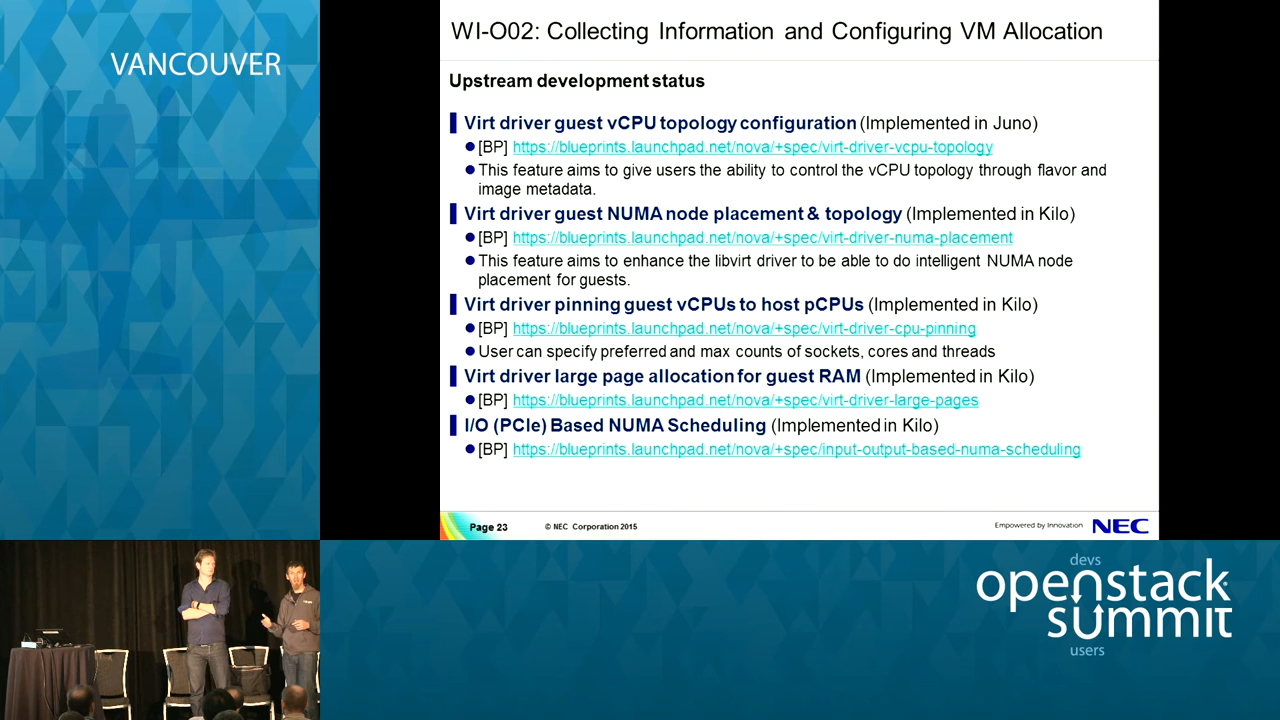 VANCOUVER
WI-O02: Collecting Information and Configuring VM Allocation
Upstream development status
Virt driver guest vCPU topology configuration (Implemented in Juno)
[BP] https://blueprints.launchpad.net/nova/+spec/virt-driver-vcpu-topology
This feature aims to give users the ability to control the vCPU topology through flavor and
image metadata.
Virt driver guest NUMA node placement & topology (Implemented in Kilo)
[BP] https://blueprints.launchpad.net/nova/+spec/virt-driver-numa-placement
This feature aims to enhance the libvirt driver to be able to do intelligent NUMA node
placement for guests.
Virt driver pinning guest vCPUs to host pCPUs (Implemented in Kilo)
[BP] https://blueprints.launchpad.net/nova/+spec/virt-driver-cpu-pinning
User can specify preferred and max counts of sockets, cores and threads
Virt driver large page allocation for guest RAM (Implemented in Kilo)
[BP] https://blueprints.launchpad.net/nova/+spec/virt-driver-large-pages
I/O (PCIe) Based NUMA Scheduling (Implemented in Kilo)
[BP] https://blueprints.launchpad.net/nova/+spec/input-output-based-numa-scheduling
Page 23 © NEC Corporation 2015 Empowered by Innovation NEC
devs
openstack
summit
users